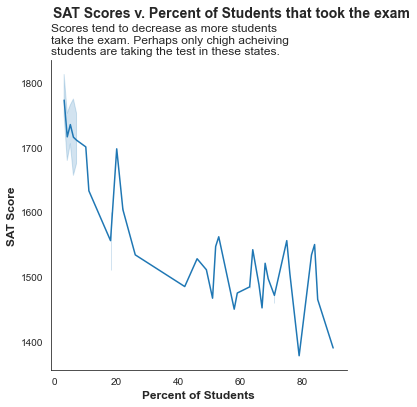 SAT Scores v. Percent of Students that took the exam
Scores tend to decrease as more students
take the exam. Perhaps only chigh acheiving
students are taking the test in these states.
1800
1700
1600
1500
1400
SAT Score
0 20 40 60 80
Percent of Students